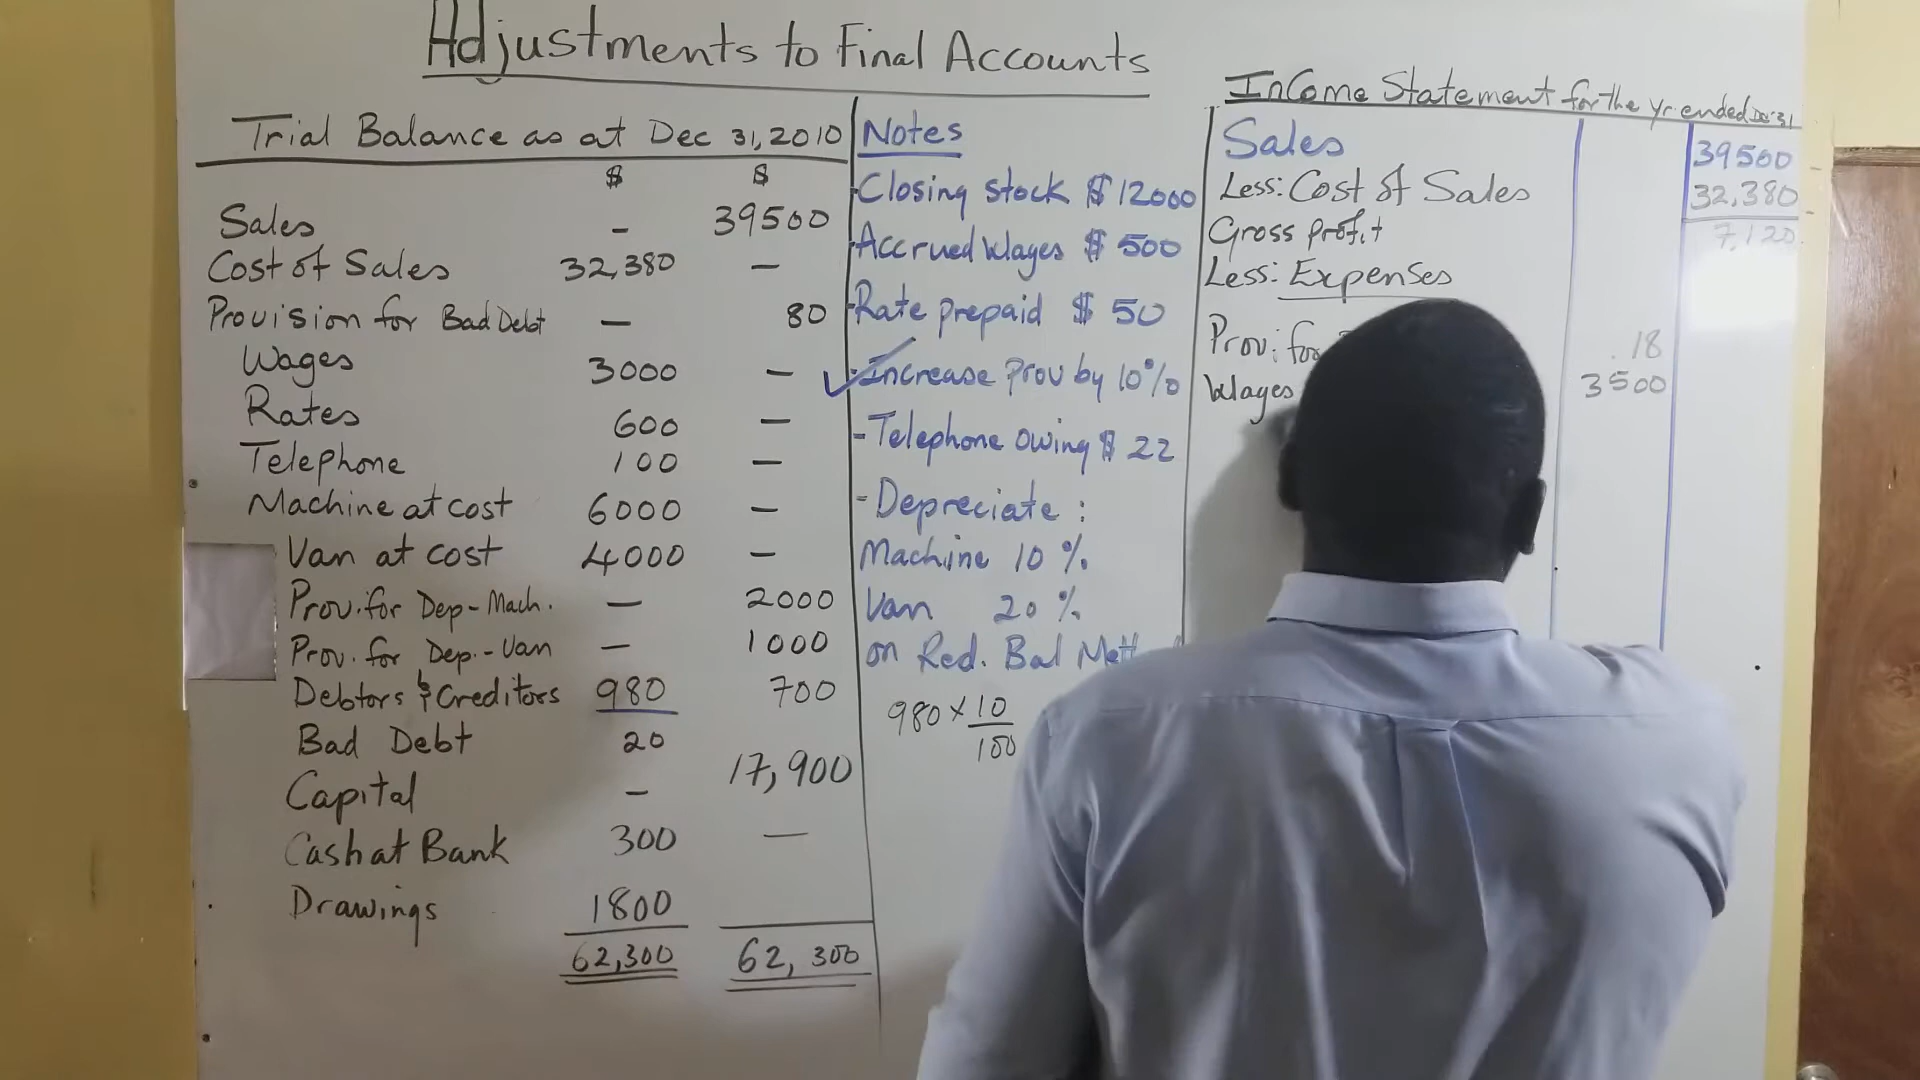 Adjustments to Final Accounts
Trial Balance as at Dec 31, 2010
$ $
Sales - 39500
Cost of Sales 32,380 -
Provision for Bad Debt - 80
Wages 3000 -
Rates 600 -
Telephone 100 -
Machine at cost 6000 -
Van at cost 4000 -
Prov. for Dep-Mach. - 2000
Prov. for Dep.-Van - 1000
Debtors & Creditors 980 700
Bad Debt 20
Capital - 17,900
Cash at Bank 300 -
Drawings 1800
62,300 62,300
Notes
-Closing stock $ 12000
-Accrued Wages $ 500
-Rate prepaid $ 50
-Increase prov by 10%
-Telephone owing $ 22
-Depreciate:
Machine 10%
Van 20%
on Red. Bal
980 × 10
100
Income Statement for the yr ended Dec 31
Sales 39500
Less: Cost of Sales 32,380
Gross profit 7,120
Less: Expenses
Prov: for 18
Wages 3500